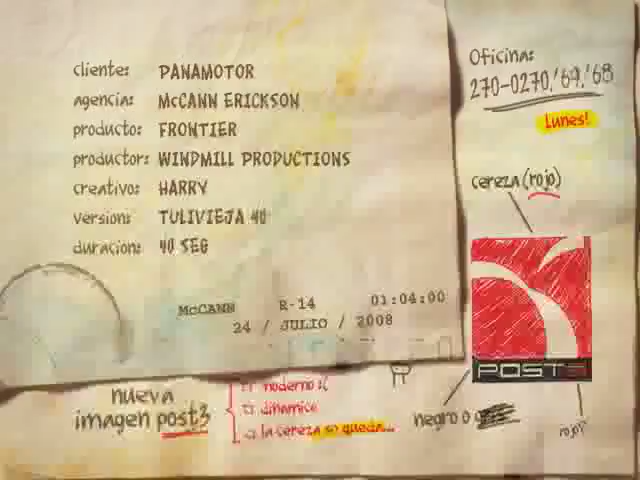 cliente: PANAMOTOR
agencia: McCANN ERICKSON
producto: FRONTIER
productor: WINDMILL PRODUCTIONS
creativo: HARRY
version: TULIVIEJA 40
duracion: 40 SEG
McCANN R-14 01:04:00
24 / JULIO / 2008
nueva
imagen post3
moderno :(
dinamico
la cereza se queda...
Oficina:
270-0270,'69,'68
Lunes!
cereza (rojo)
POST3
negro o
rojo?